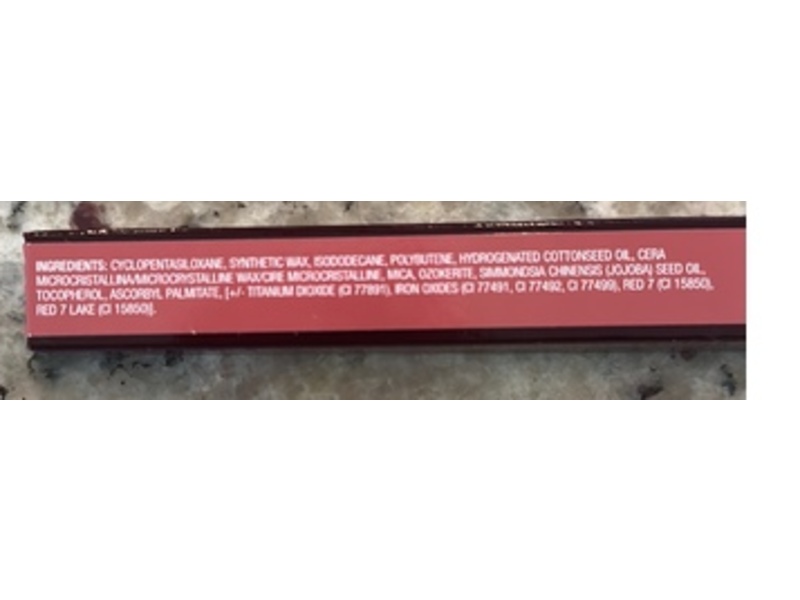 INGREDIENTS: CYCLOPENTASILOXANE, SYNTHETIC WAX, ISODODECANE, POLYBUTENE, HYDROGENATED COTTONSEED OIL, CERA
MICROCRISTALLINA/MICROCRYSTALLINE WAX/CIRE MICROCRISTALLINE, MICA, OZOKERITE, SIMMONDSIA CHINENSIS (JOJOBA) SEED OIL,
TOCOPHEROL, ASCORBYL PALMITATE, [+/- TITANIUM DIOXIDE (CI 77891), IRON OXIDES (CI 77491, CI 77492, CI 77499), RED 7 (CI 15850),
RED 7 LAKE (CI 15850)].